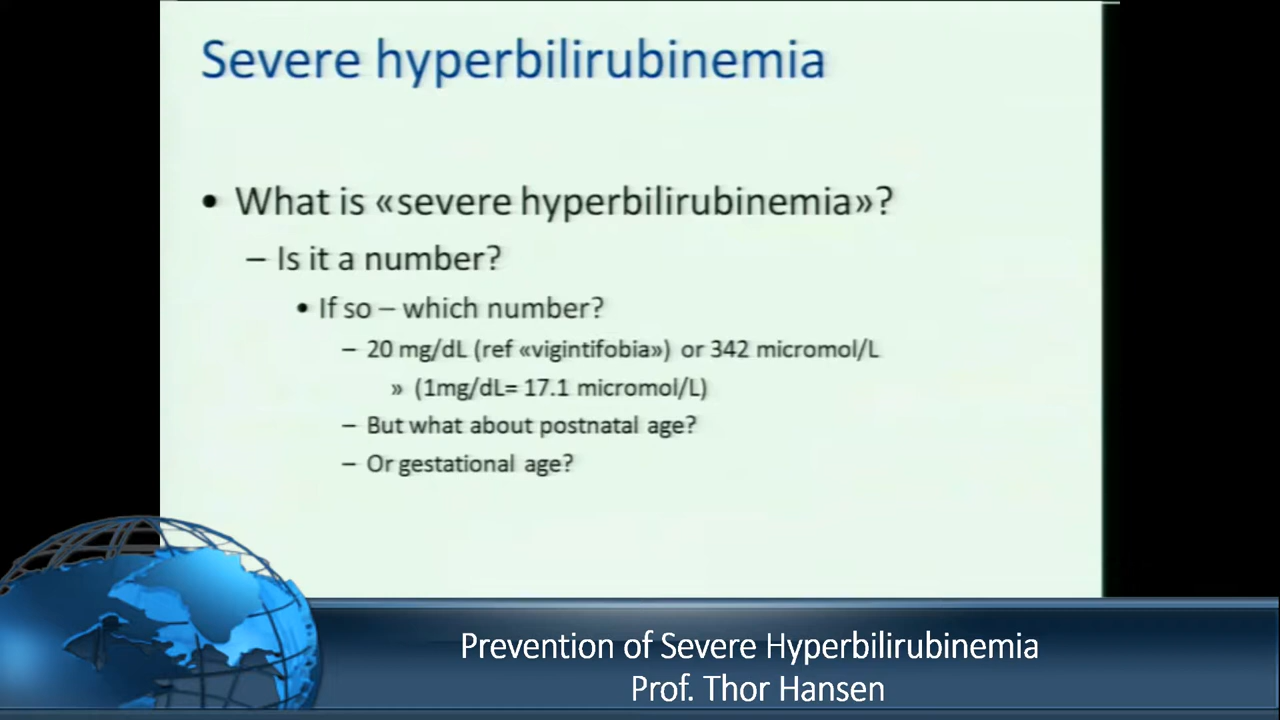 Severe hyperbilirubinemia
• What is «severe hyperbilirubinemia»?
– Is it a number?
• If so – which number?
– 20 mg/dL (ref «vigintifobia») or 342 micromol/L
» (1mg/dL= 17.1 micromol/L)
– But what about postnatal age?
– Or gestational age?
Prevention of Severe Hyperbilirubinemia
Prof. Thor Hansen